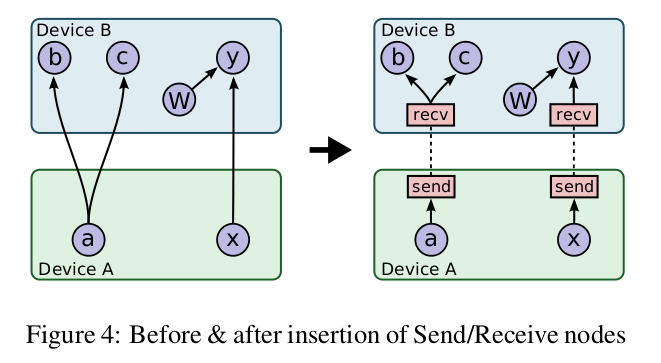 Device B
b
c
y
W
a
x
Device A
Device B
b
c
y
W
recv
recv
send
send
a
x
Device A
Figure 4: Before & after insertion of Send/Receive nodes